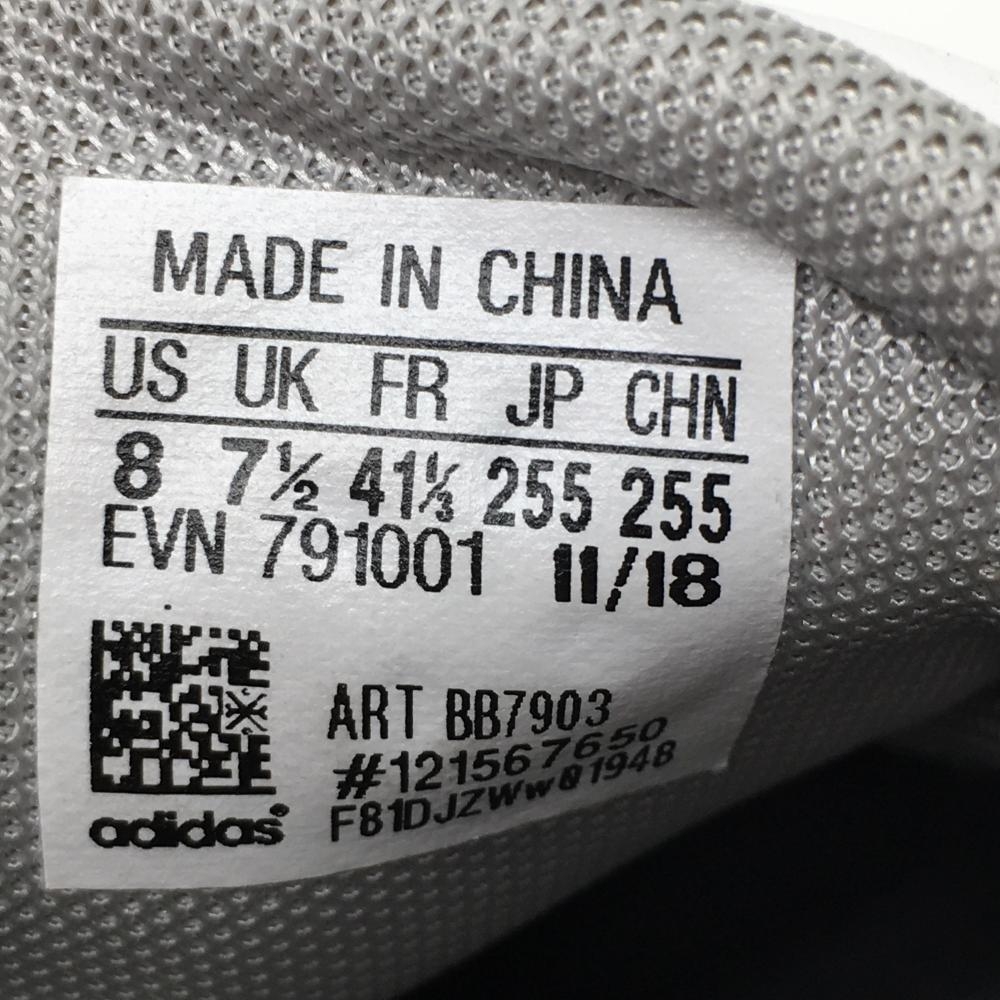 MADE IN CHINA
US UK FR JP CHN
8 7½ 41⅓ 255 255
EVN 791001 11/18
ART BB7903
#121567650
F81DJZWw01948
adidas®